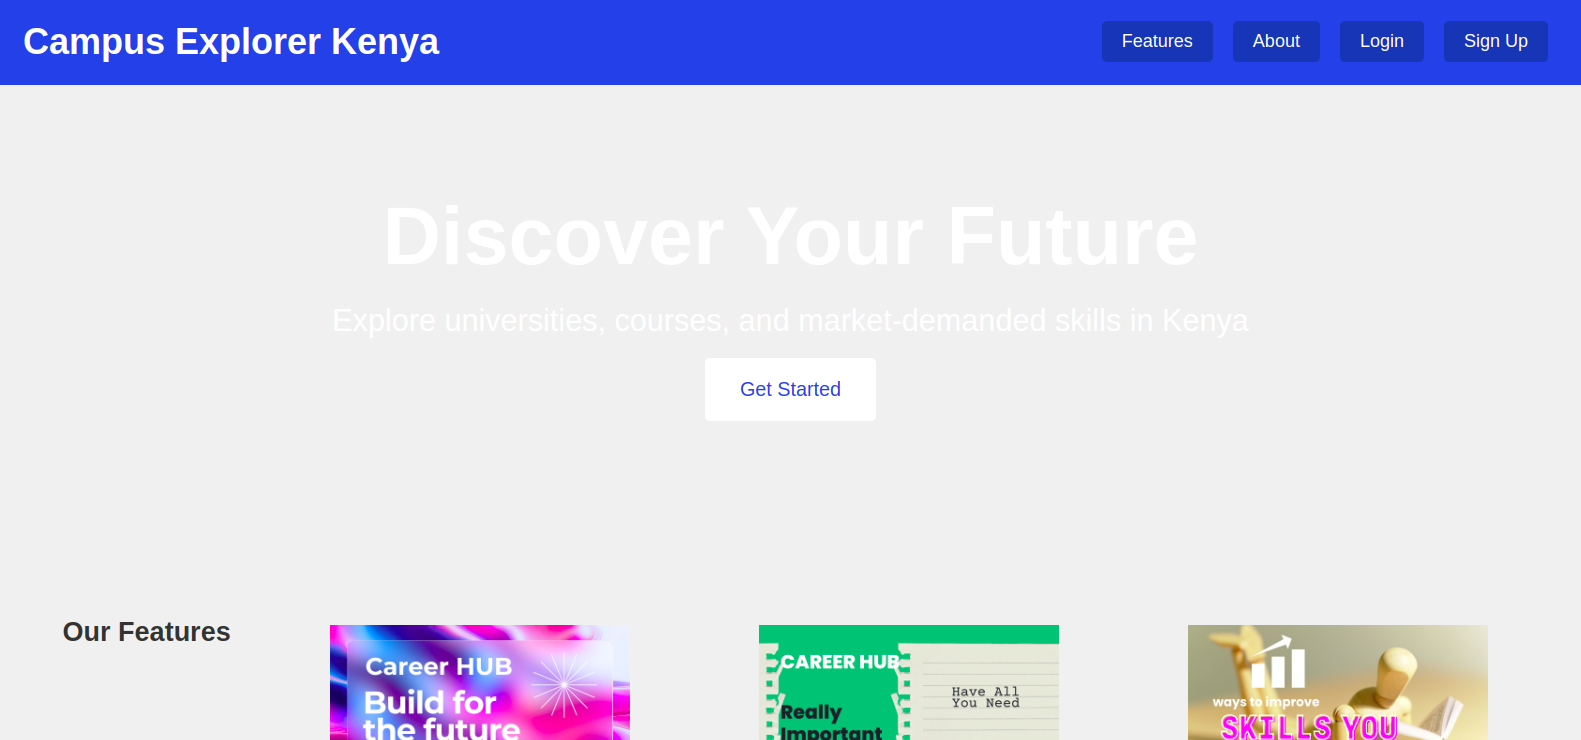 Campus Explorer Kenya
Features
About
Login
Sign Up
Discover Your Future
Explore universities, courses, and market-demanded skills in Kenya
Get Started
Our Features
Career HUB
Build for
the future
CAREER HUB
Really
Important
Have All
You Need
ways to improve
SKILLS YOU